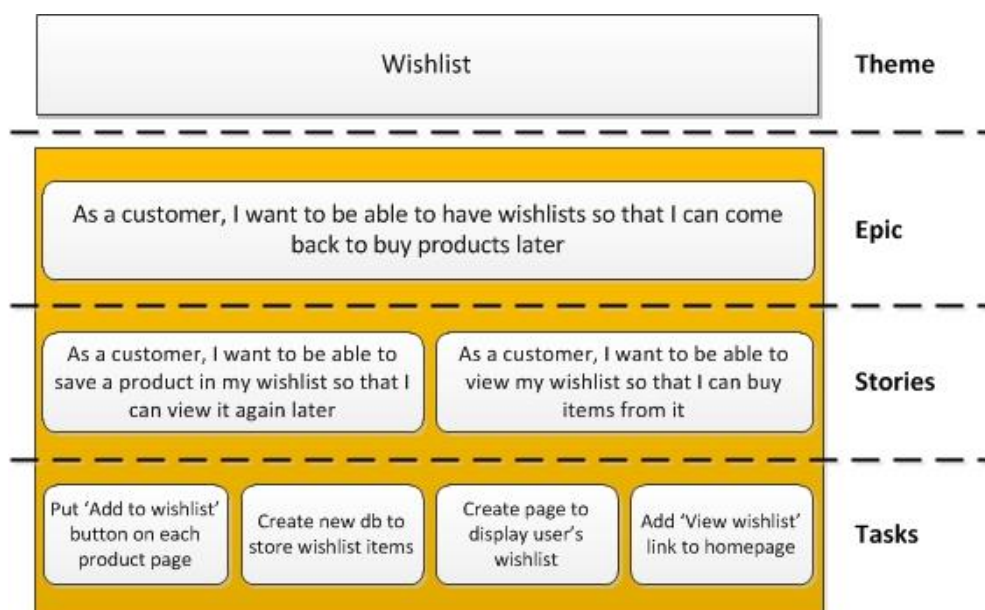 Wishlist
Theme
As a customer, I want to be able to have wishlists so that I can come
back to buy products later
Epic
As a customer, I want to be able to
save a product in my wishlist so that I
can view it again later
As a customer, I want to be able to
view my wishlist so that I can buy
items from it
Stories
Put ‘Add to wishlist’
button on each
product page
Create new db to
store wishlist items
Create page to
display user’s
wishlist
Add ‘View wishlist’
link to homepage
Tasks